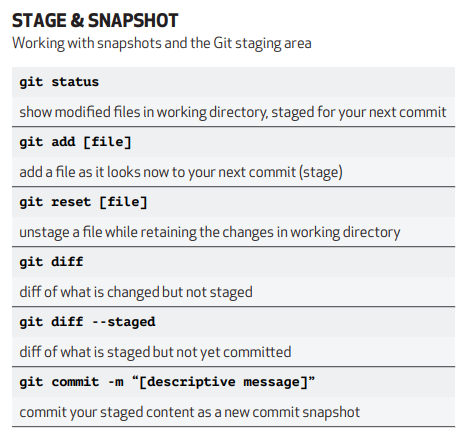 STAGE & SNAPSHOT
Working with snapshots and the Git staging area
git status
show modified files in working directory, staged for your next commit
git add [file]
add a file as it looks now to your next commit (stage)
git reset [file]
unstage a file while retaining the changes in working directory
git diff
diff of what is changed but not staged
git diff --staged
diff of what is staged but not yet committed
git commit -m “[descriptive message]”
commit your staged content as a new commit snapshot